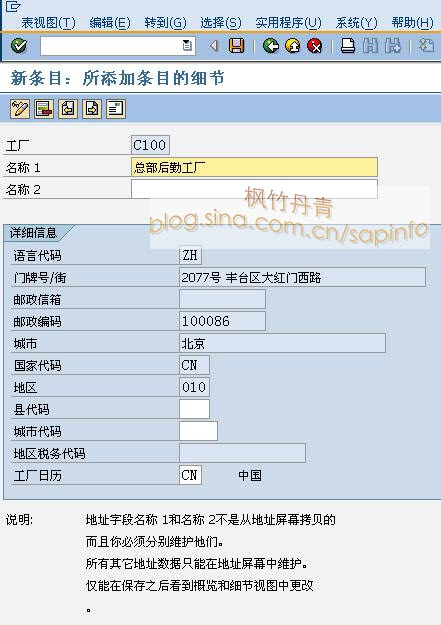 表视图(T) 编辑(E) 转到(G) 选择(S) 实用程序(U) 系统(Y) 帮助(H)
新条目：所添加条目的细节
工厂 C100
名称 1 总部后勤工厂
名称 2
枫竹丹青
blog.sina.com.cn/sapinfo
详细信息
语言代码 ZH
门牌号/街 2077号 丰台区大红门西路
邮政信箱
邮政编码 100086
城市 北京
国家代码 CN
地区 010
县代码
城市代码
地区税务代码
工厂日历 CN 中国
说明: 地址字段名称 1和名称 2不是从地址屏幕拷贝的
而且你必须分别维护他们。
所有其它地址数据只能在地址屏幕中维护。
仅能在保存之后看到概览和细节视图中更改
。